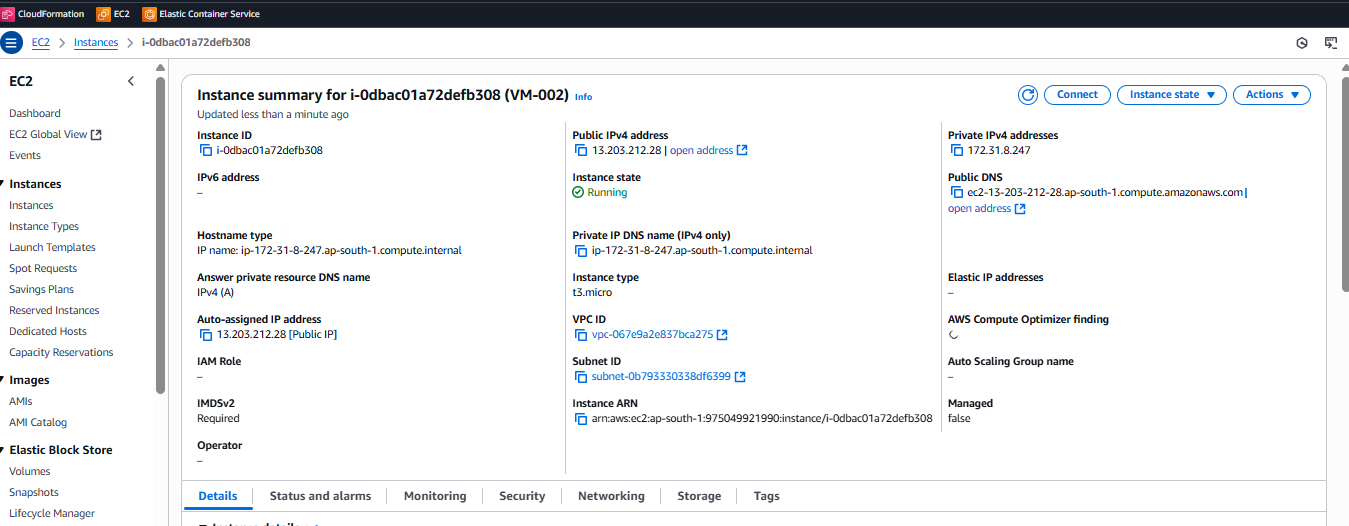 CloudFormation EC2 Elastic Container Service
EC2 > Instances > i-0dbac01a72defb308
EC2
Dashboard
EC2 Global View
Events
Instances
Instances
Instance Types
Launch Templates
Spot Requests
Savings Plans
Reserved Instances
Dedicated Hosts
Capacity Reservations
Images
AMIs
AMI Catalog
Elastic Block Store
Volumes
Snapshots
Lifecycle Manager
Instance summary for i-0dbac01a72defb308 (VM-002) Info
Connect Instance state Actions
Updated less than a minute ago
Instance ID
i-0dbac01a72defb308
Public IPv4 address
13.203.212.28 | open address
Private IPv4 addresses
172.31.8.247
IPv6 address
–
Instance state
Running
Public DNS
ec2-13-203-212-28.ap-south-1.compute.amazonaws.com |
open address
Hostname type
IP name: ip-172-31-8-247.ap-south-1.compute.internal
Private IP DNS name (IPv4 only)
ip-172-31-8-247.ap-south-1.compute.internal
Answer private resource DNS name
IPv4 (A)
Instance type
t3.micro
Elastic IP addresses
–
Auto-assigned IP address
13.203.212.28 [Public IP]
VPC ID
vpc-067e9a2e837bca275
AWS Compute Optimizer finding
IAM Role
–
Subnet ID
subnet-0b793330338df6399
Auto Scaling Group name
–
IMDSv2
Required
Instance ARN
arn:aws:ec2:ap-south-1:975049921990:instance/i-0dbac01a72defb308
Managed
false
Operator
–
Details Status and alarms Monitoring Security Networking Storage Tags